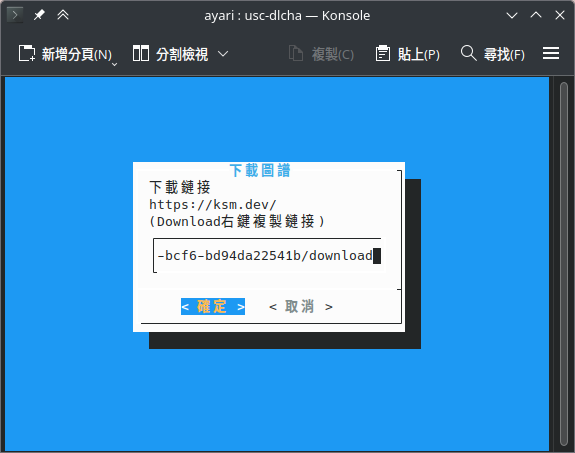 ayari : usc-dlcha — Konsole
新增分頁(N)
分割檢視
複製(C)
貼上(P)
尋找(F)
下載圖譜
下載鏈接
https://ksm.dev/
(Download右鍵複製鏈接)
-bcf6-bd94da22541b/download
< 確定 >
< 取消 >